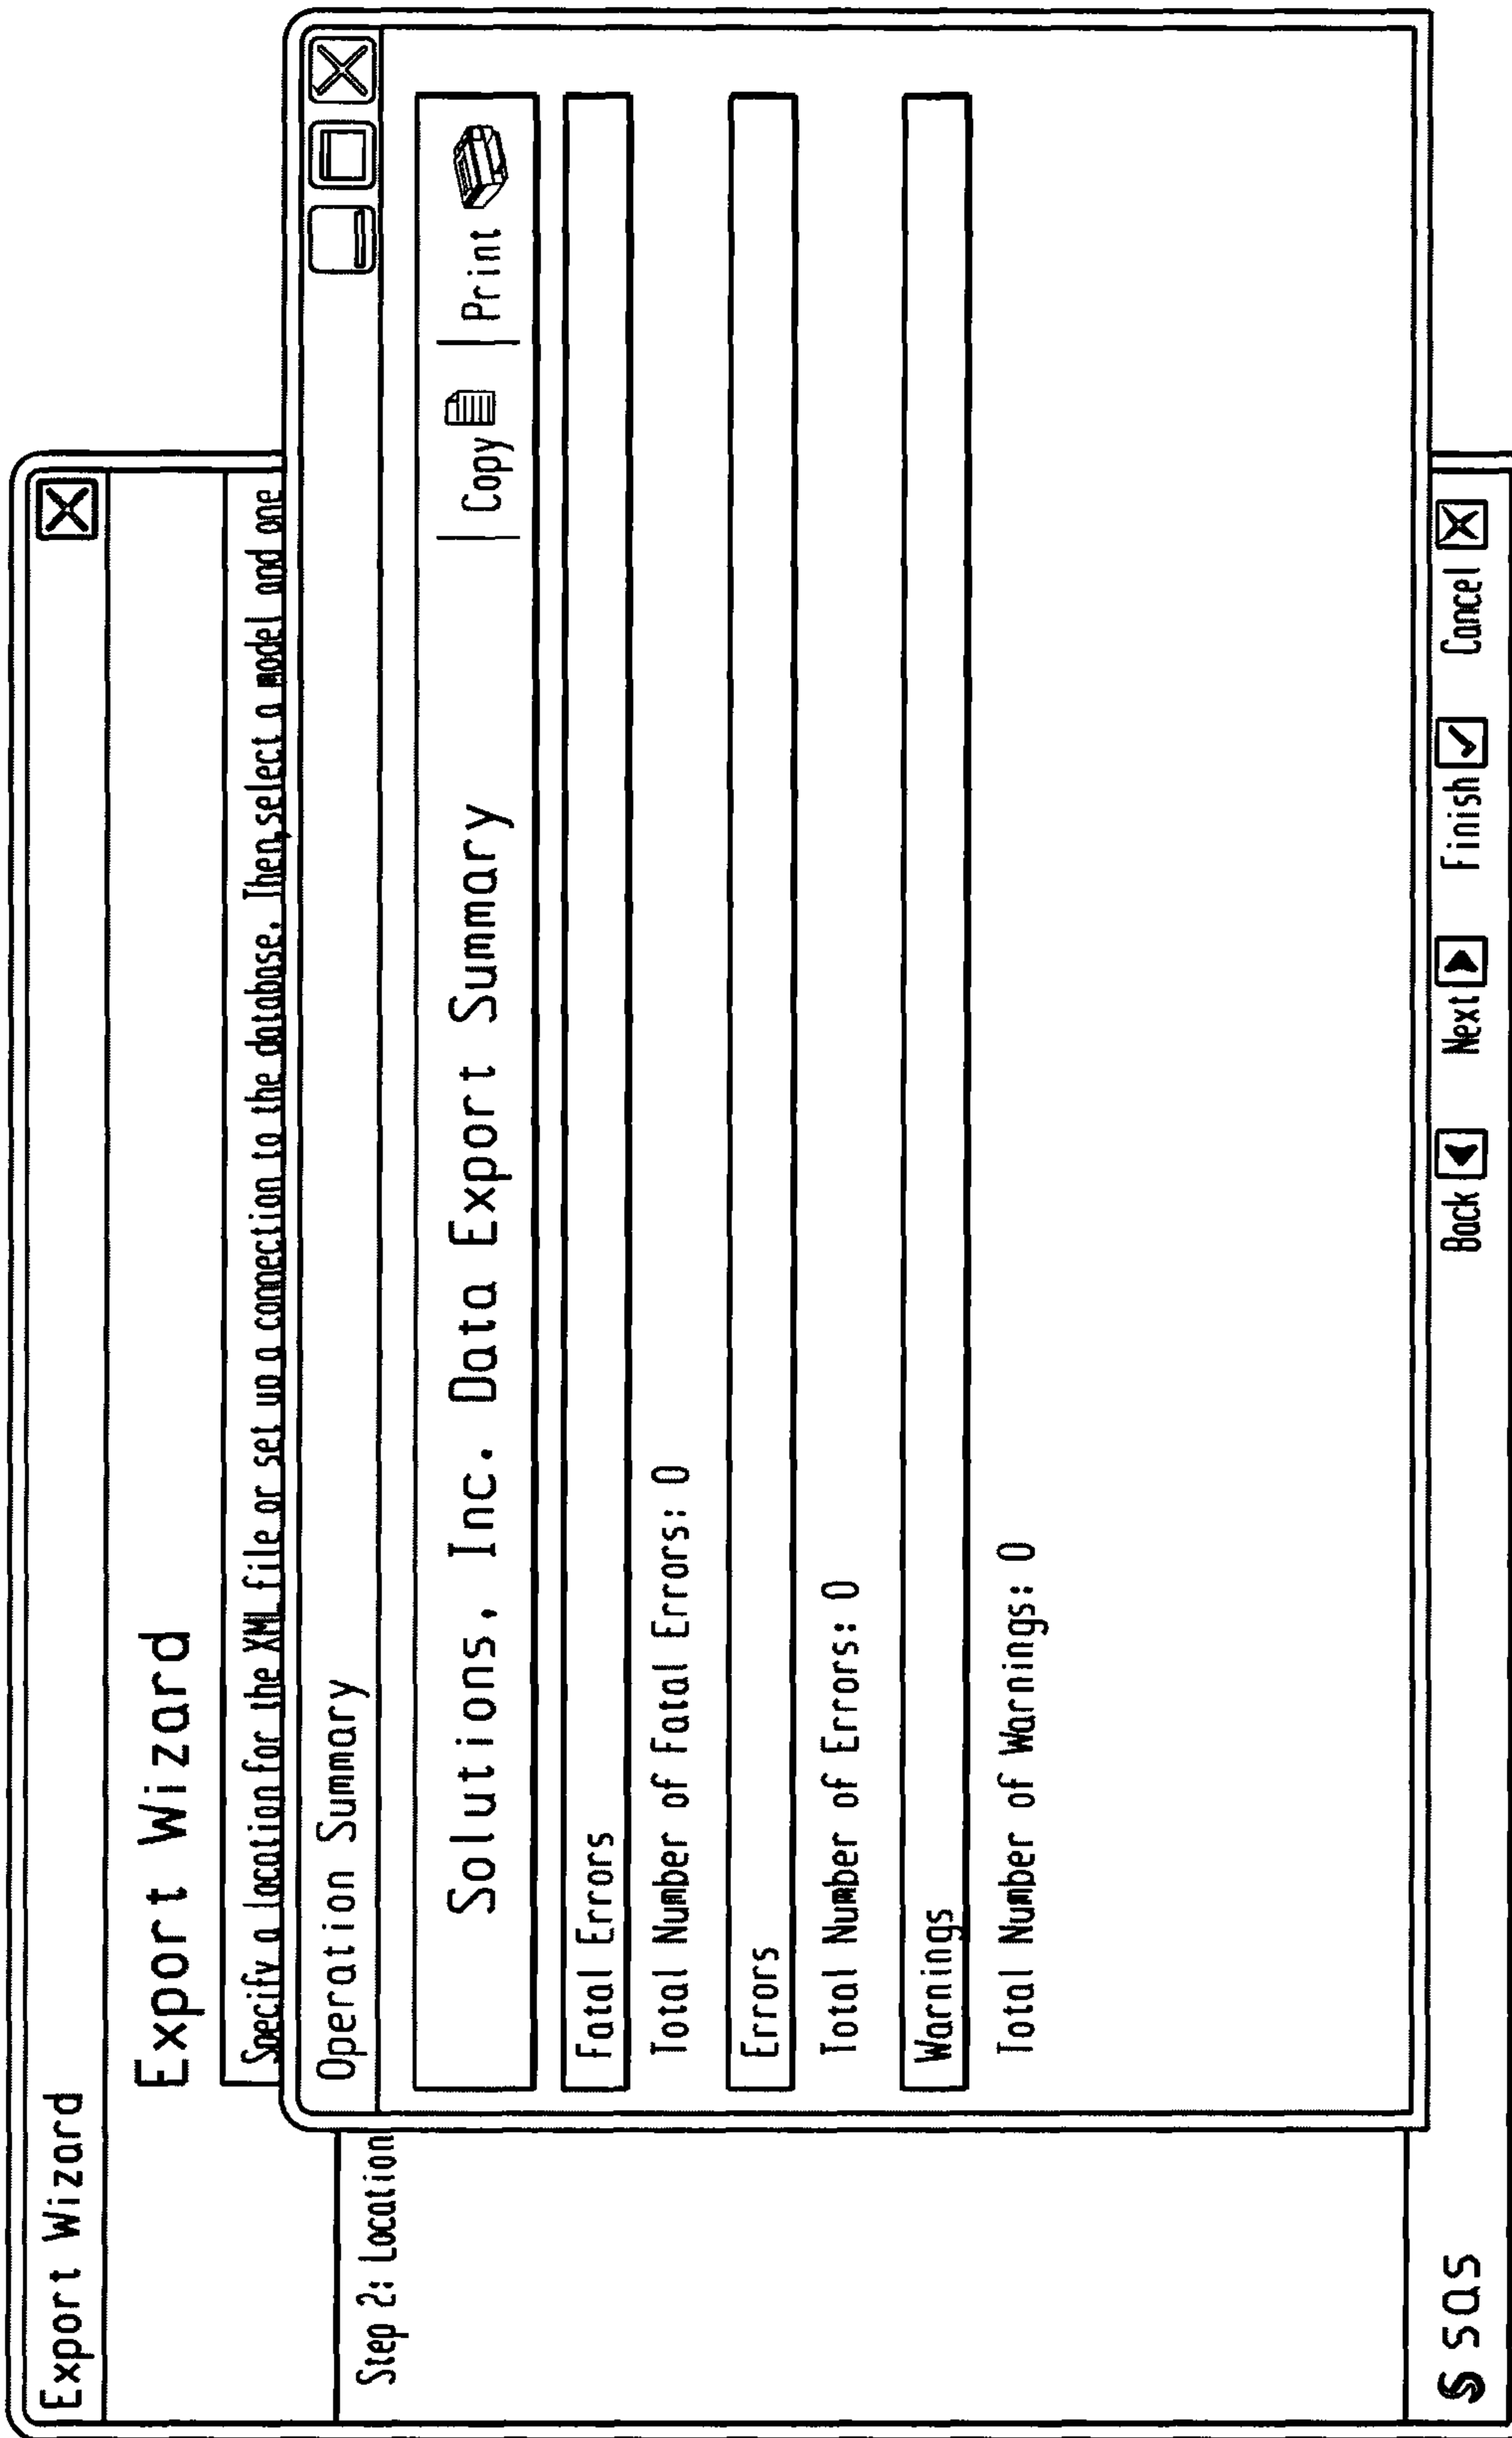 Export Wizard
Export Wizard
Specify a location for the XML file or set up a connection to the database. Then, select a model and one
Step 2: Location
Operation Summary
Solutions, Inc. Data Export Summary | Copy | Print
Fatal Errors
Total Number of Fatal Errors: 0
Errors
Total Number of Errors: 0
Warnings
Total Number of Warnings: 0
sas Back Next Finish Cancel